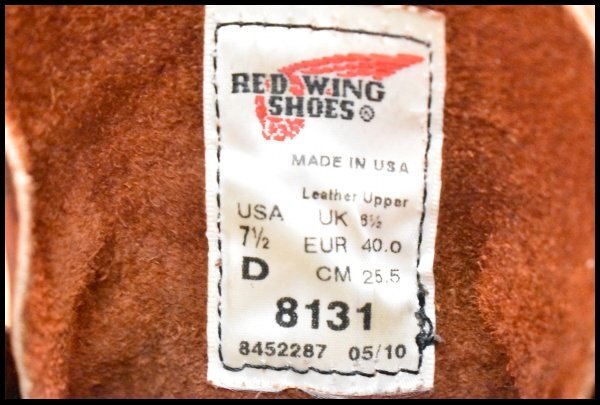 RED WING
SHOES®
MADE IN USA
Leather Upper
USA UK 6½
7½ EUR 40.0
D CM 25.5
8131
8452287 05/10